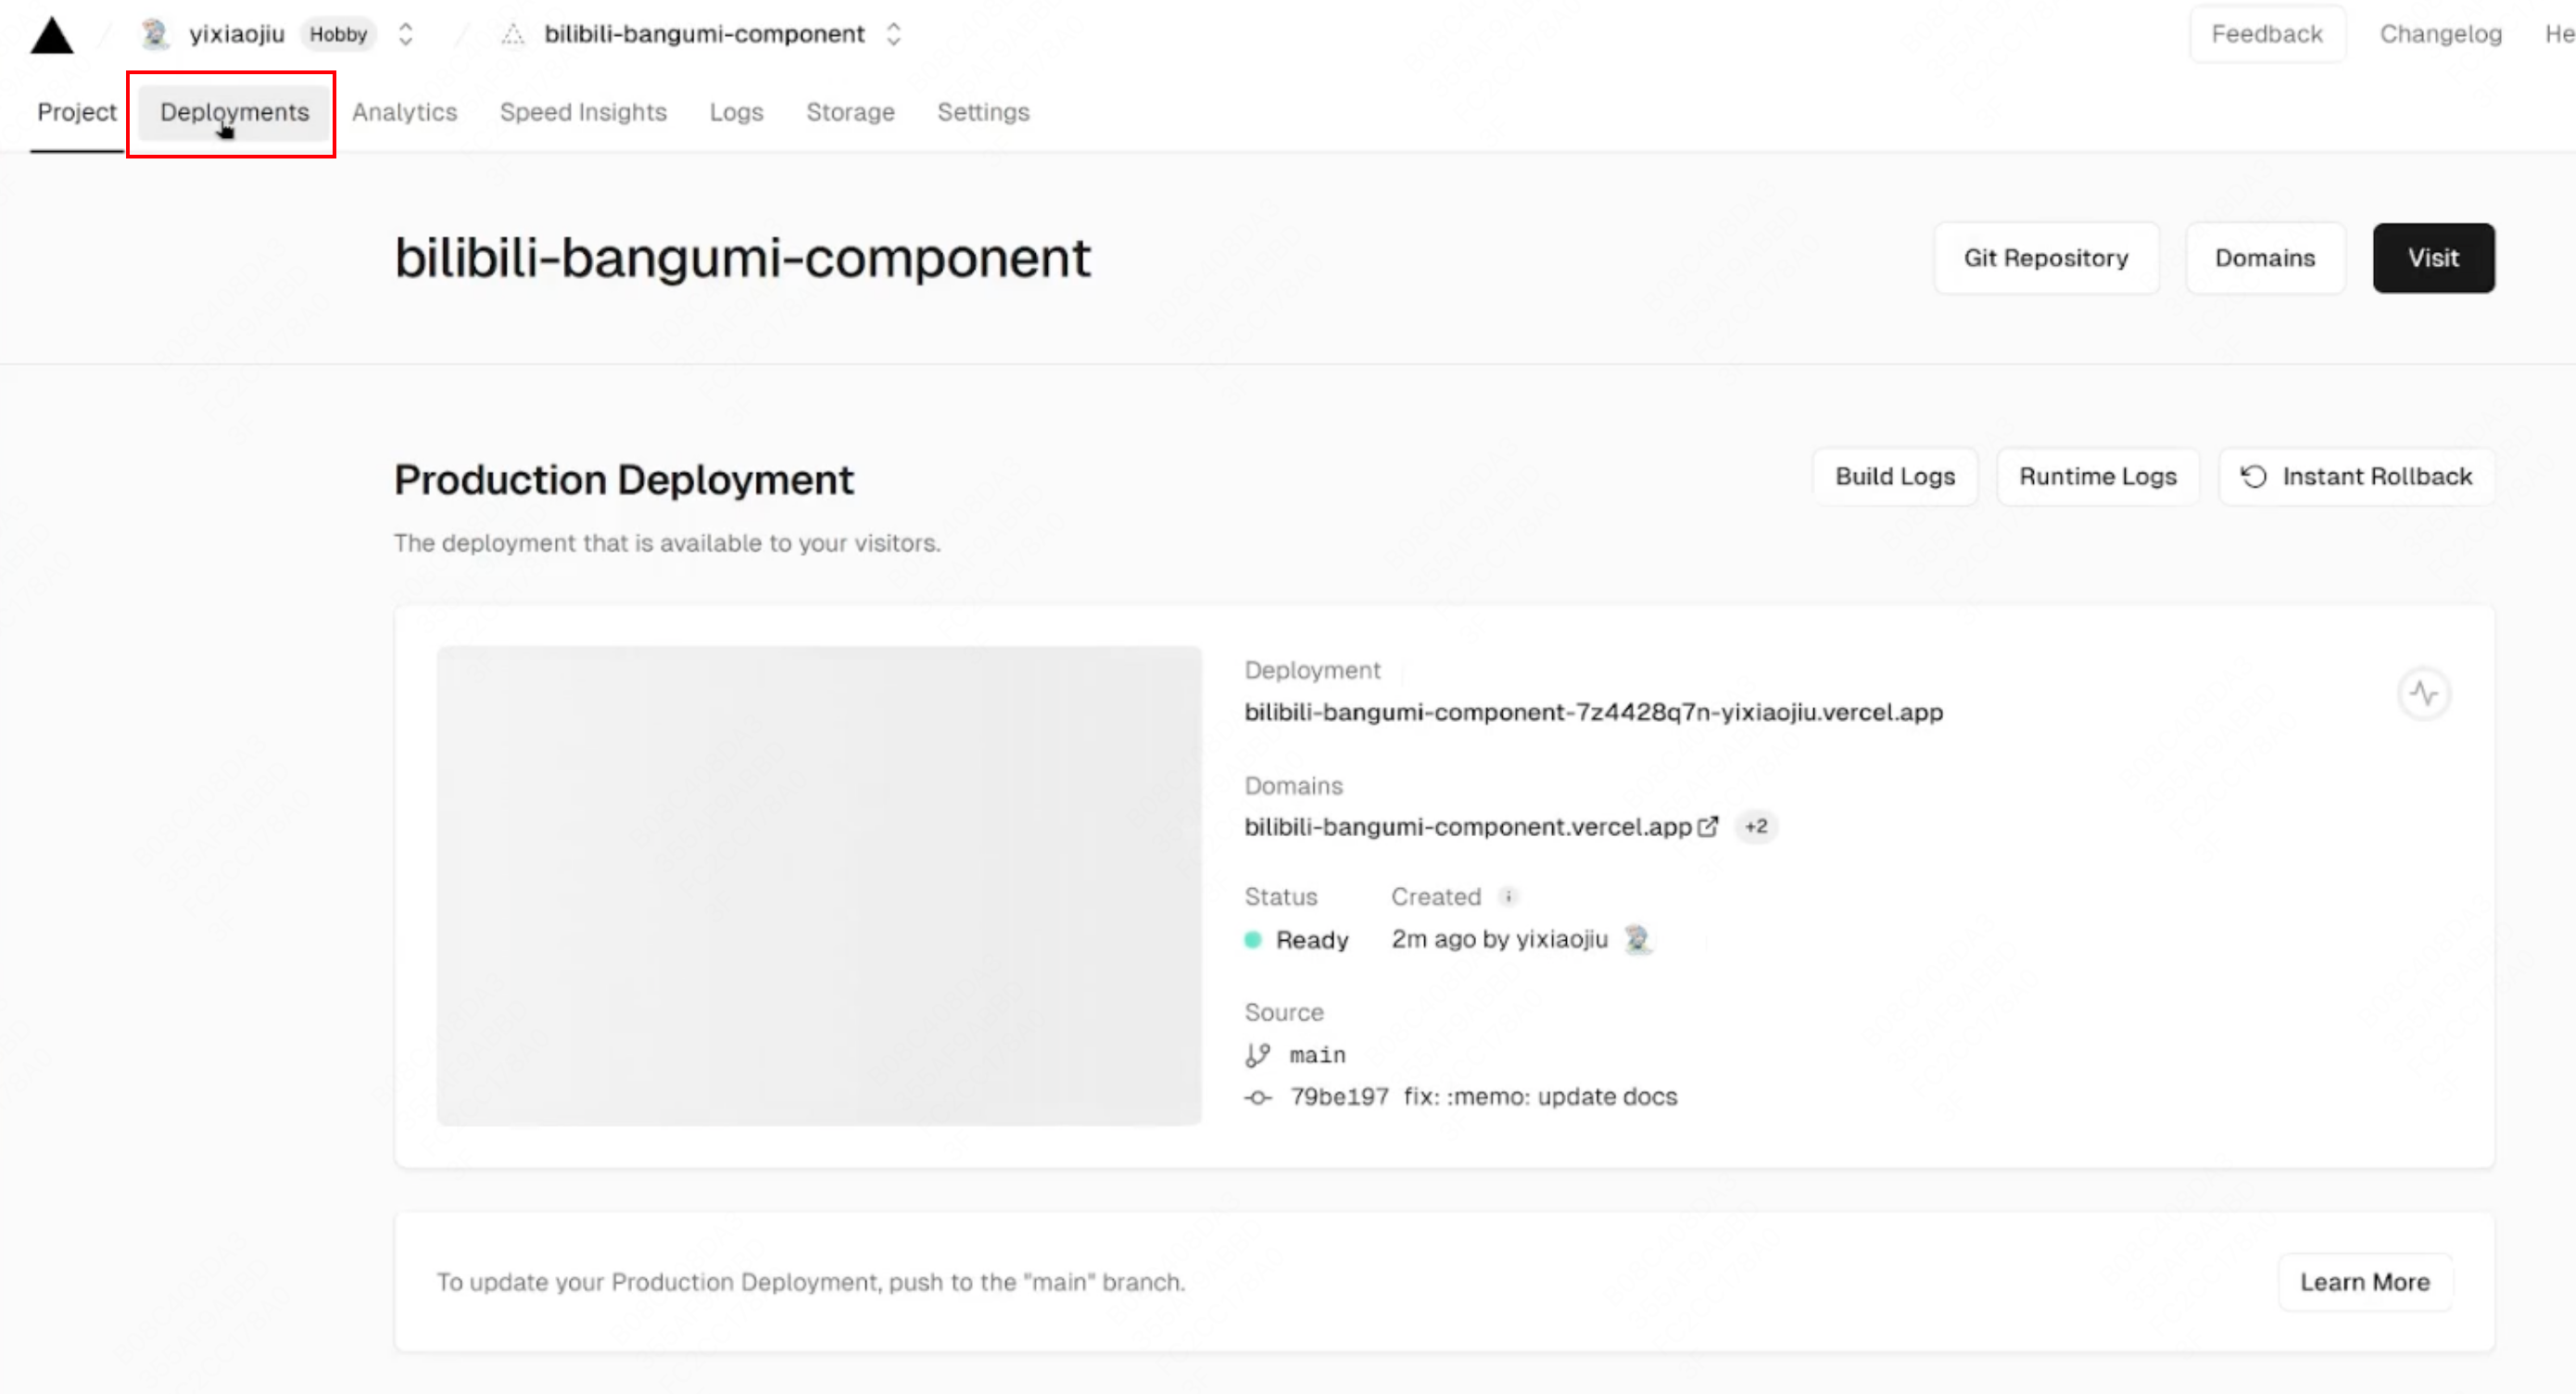 yixiaojiu Hobby bilibili-bangumi-component Feedback Changelog
Project Deployments Analytics Speed Insights Logs Storage Settings
bilibili-bangumi-component Git Repository Domains Visit
Production Deployment Build Logs Runtime Logs Instant Rollback
The deployment that is available to your visitors.
Deployment
bilibili-bangumi-component-7z4428q7n-yixiaojiu.vercel.app
Domains
bilibili-bangumi-component.vercel.app +2
Status Created i
Ready 2m ago by yixiaojiu
Source
main
79be197 fix: :memo: update docs
To update your Production Deployment, push to the "main" branch. Learn More